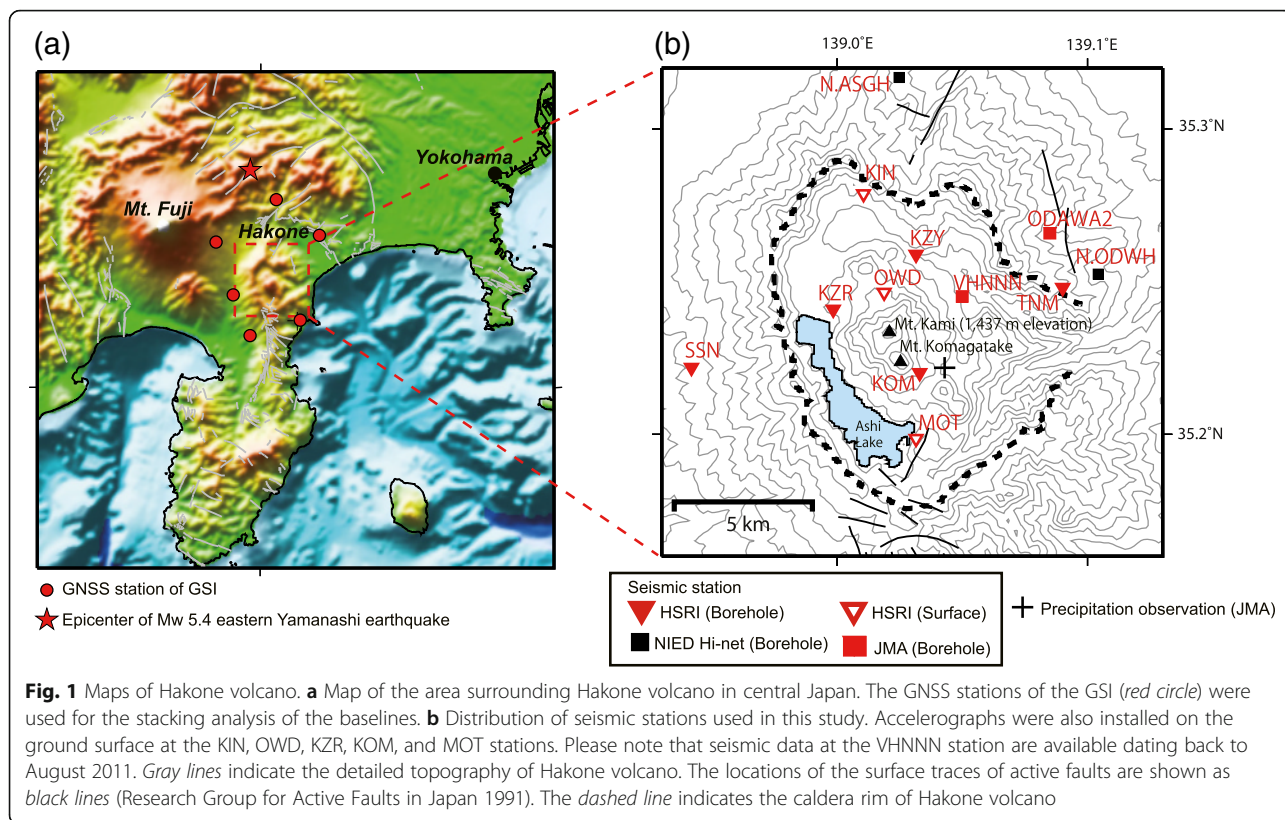 (a)
(b)
139.0°E
139.1°E
35.3°N
35.2°N
Yokohama
Mt. Fuji
Hakone
N.ASGH
KIN
ODAWA2
KZY
N.ODWH
OWD
VHNNN
TNM
KZR
Mt. Kami (1,437 m elevation)
Mt. Komagatake
SSN
KOM
MOT
Ashi
Lake
5 km
GNSS station of GSI
Epicenter of Mw 5.4 eastern Yamanashi earthquake
Seismic station
HSRI (Borehole)
HSRI (Surface)
NIED Hi-net (Borehole)
JMA (Borehole)
Precipitation observation (JMA)
Fig. 1 Maps of Hakone volcano. a Map of the area surrounding Hakone volcano in central Japan. The GNSS stations of the GSI (red circle) were
used for the stacking analysis of the baselines. b Distribution of seismic stations used in this study. Accelerographs were also installed on the
ground surface at the KIN, OWD, KZR, KOM, and MOT stations. Please note that seismic data at the VHNNN station are available dating back to
August 2011. Gray lines indicate the detailed topography of Hakone volcano. The locations of the surface traces of active faults are shown as
black lines (Research Group for Active Faults in Japan 1991). The dashed line indicates the caldera rim of Hakone volcano